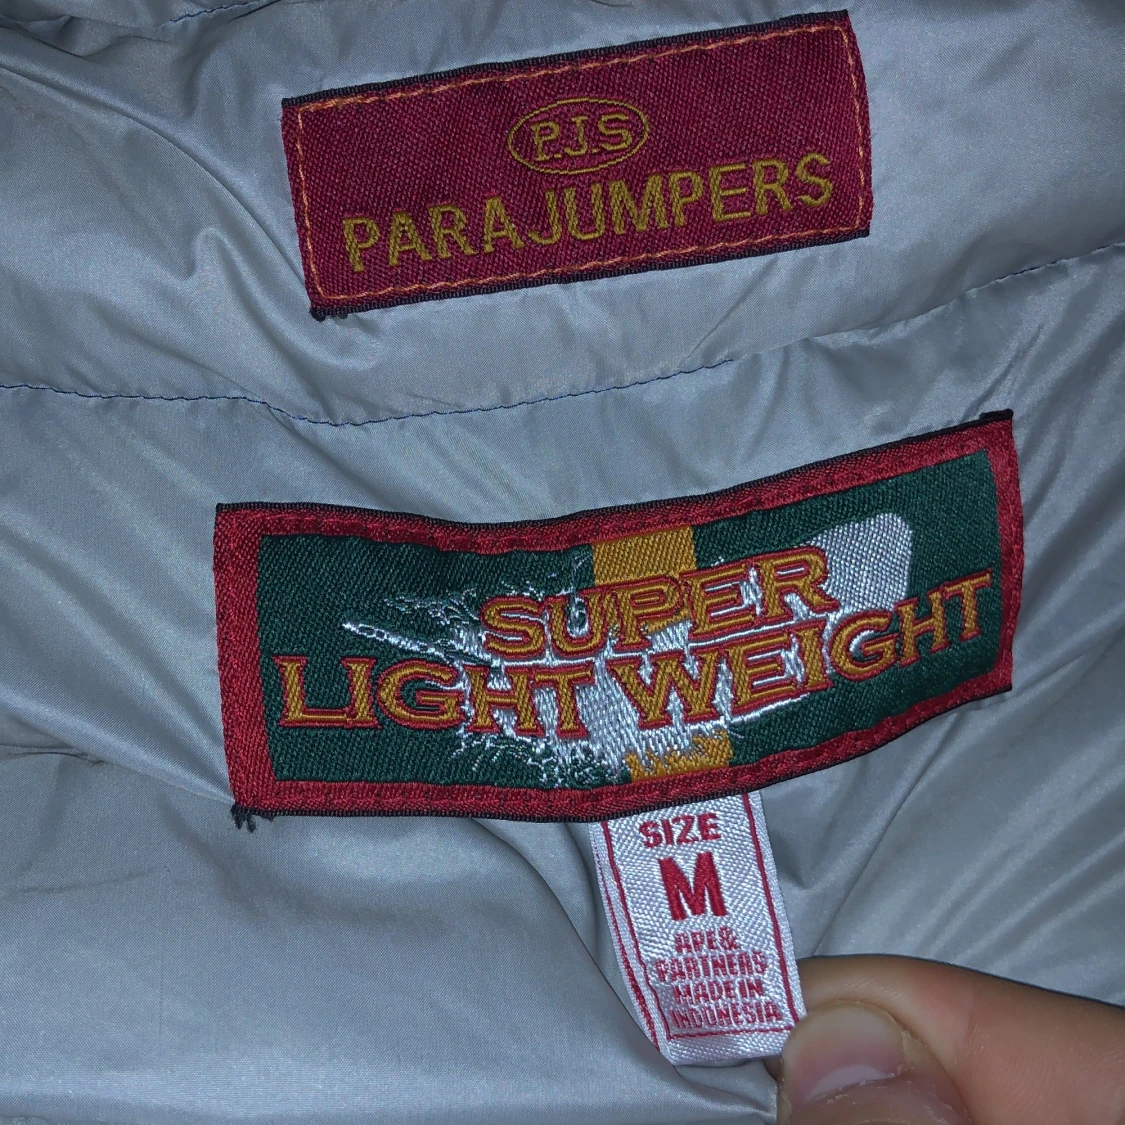 P.J.S
PARAJUMPERS
SUPER
LIGHT WEIGHT
SIZE
M
APE&
PARTNERS
MADE IN
INDONESIA